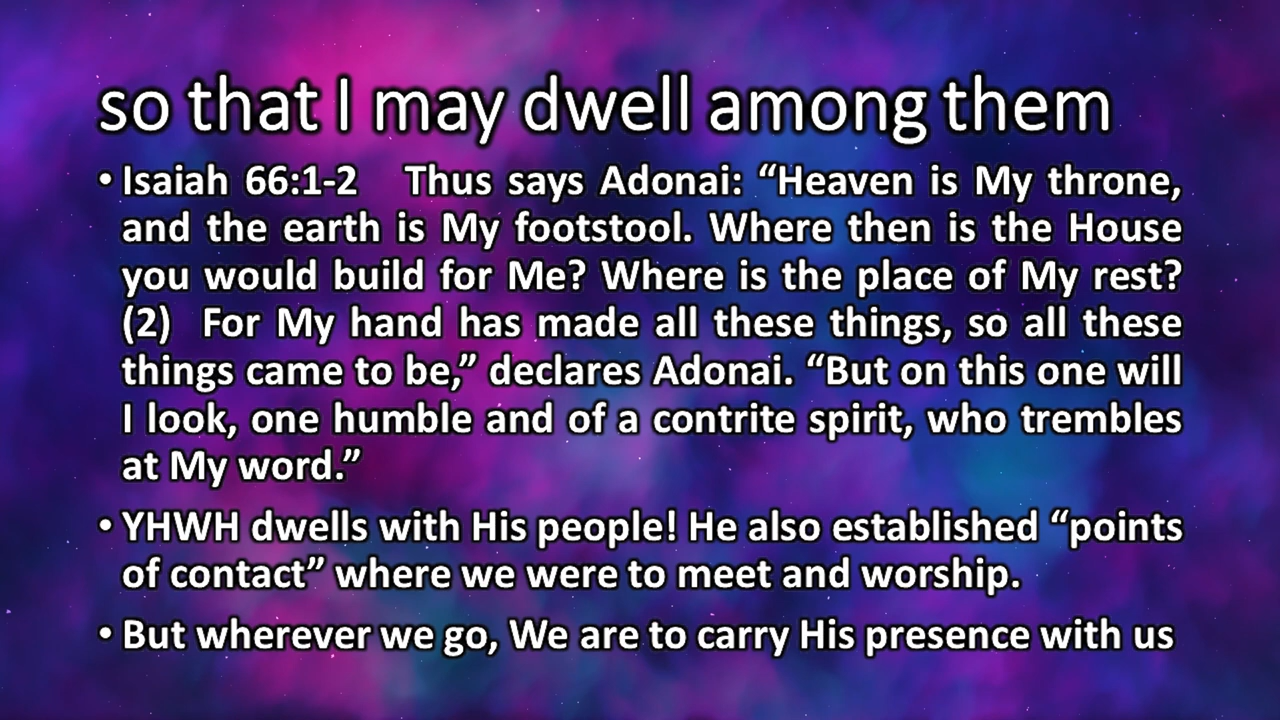 so that I may dwell among them
• Isaiah 66:1-2 Thus says Adonai: “Heaven is My throne,
and the earth is My footstool. Where then is the House
you would build for Me? Where is the place of My rest?
(2) For My hand has made all these things, so all these
things came to be,” declares Adonai. “But on this one will
I look, one humble and of a contrite spirit, who trembles
at My word.”
• YHWH dwells with His people! He also established “points
of contact” where we were to meet and worship.
• But wherever we go, We are to carry His presence with us